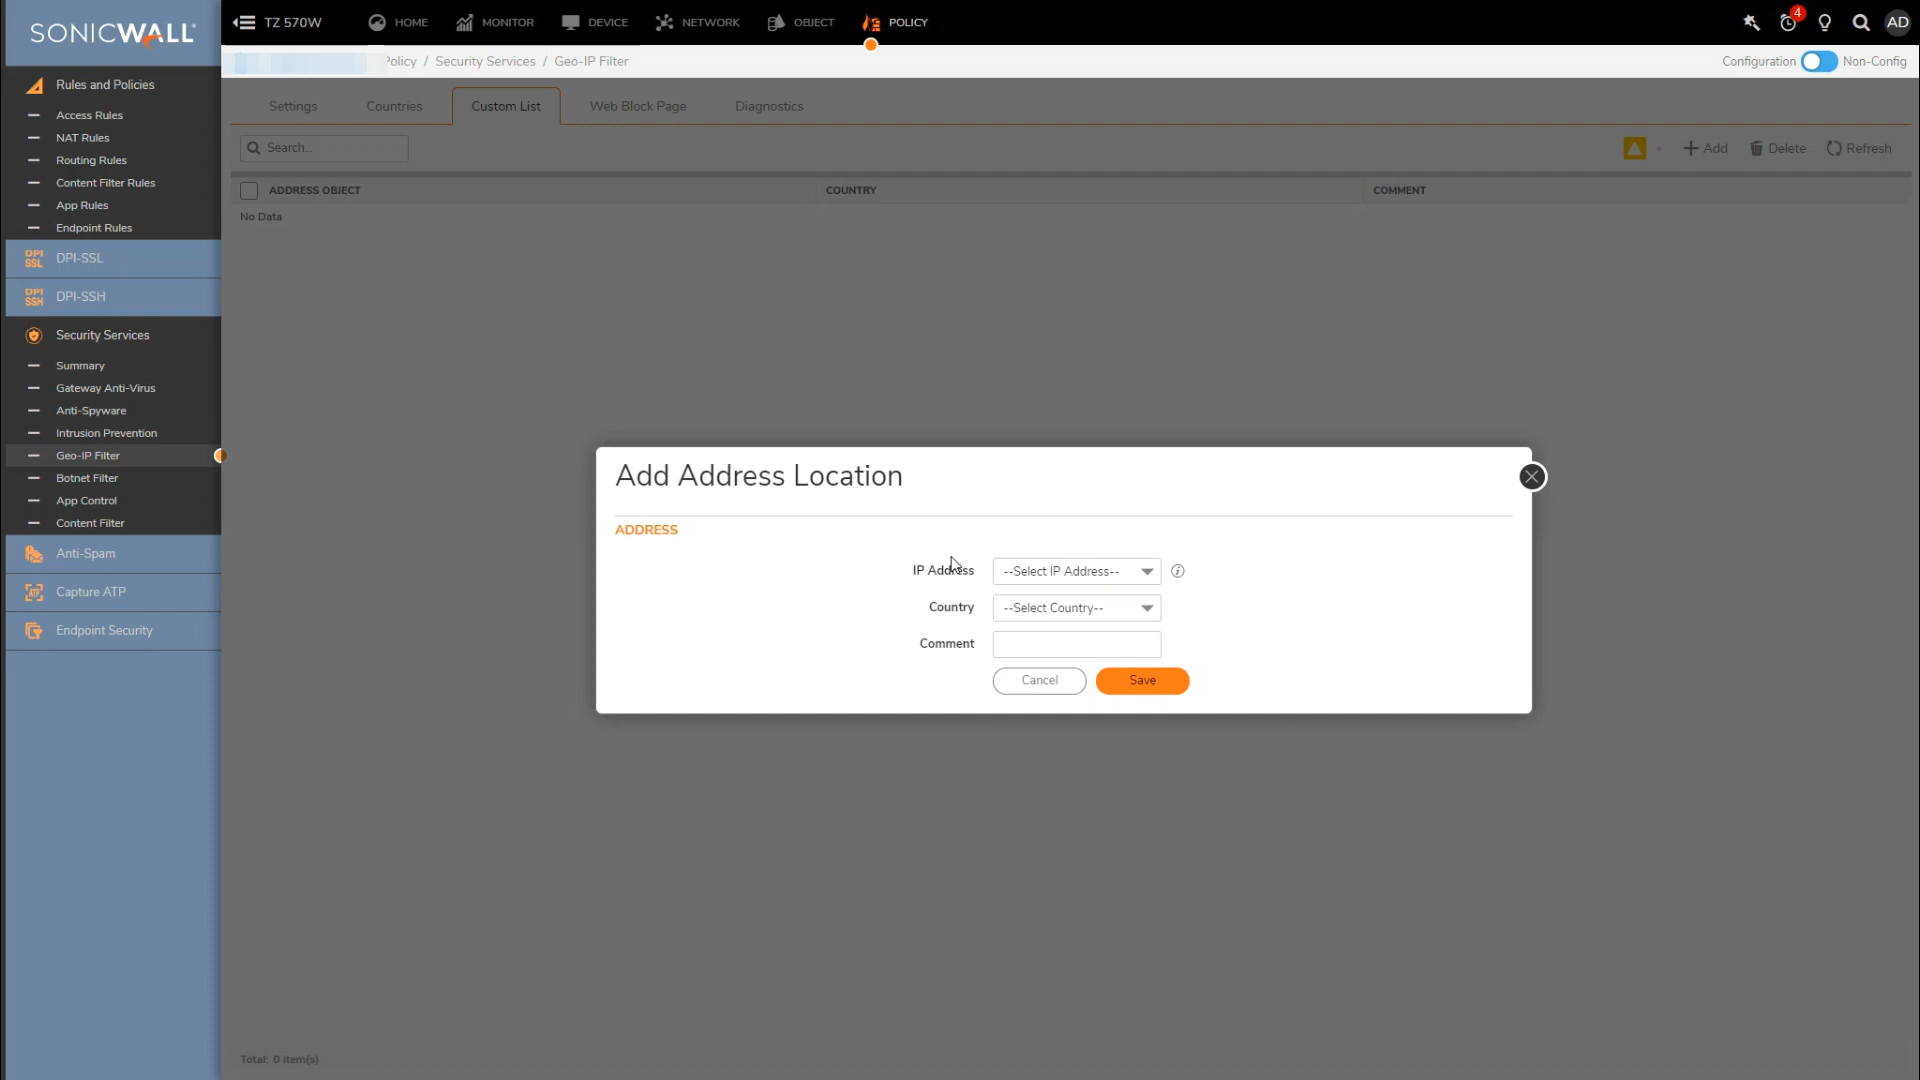 SONICWALL
TZ 570W
HOME
MONITOR
DEVICE
NETWORK
OBJECT
POLICY
4
AD
Policy / Security Services / Geo-IP Filter
Configuration
Non-Config
Rules and Policies
Access Rules
NAT Rules
Routing Rules
Content Filter Rules
App Rules
Endpoint Rules
DPI SSL
DPI-SSL
DPI SSH
DPI-SSH
Security Services
Summary
Gateway Anti-Virus
Anti-Spyware
Intrusion Prevention
Geo-IP Filter
Botnet Filter
App Control
Content Filter
Anti-Spam
ATP
Capture ATP
Endpoint Security
Settings
Countries
Custom List
Web Block Page
Diagnostics
Search...
Add
Delete
Refresh
ADDRESS OBJECT
COUNTRY
COMMENT
No Data
Add Address Location
ADDRESS
IP Address
--Select IP Address--
Country
--Select Country--
Comment
Cancel
Save
Total: 0 item(s)